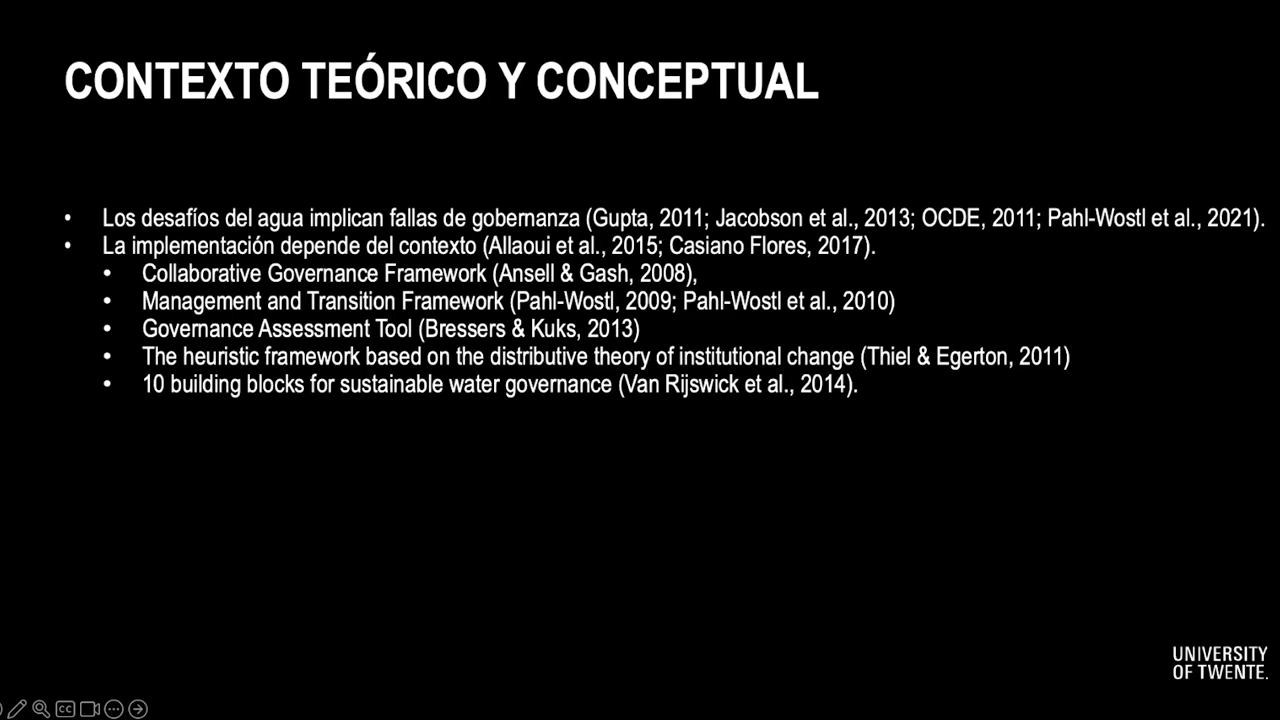 CONTEXTO TEÓRICO Y CONCEPTUAL
• Los desafíos del agua implican fallas de gobernanza (Gupta, 2011; Jacobson et al., 2013; OCDE, 2011; Pahl-Wostl et al., 2021).
• La implementación depende del contexto (Allaoui et al., 2015; Casiano Flores, 2017).
• Collaborative Governance Framework (Ansell & Gash, 2008),
• Management and Transition Framework (Pahl-Wostl, 2009; Pahl-Wostl et al., 2010)
• Governance Assessment Tool (Bressers & Kuks, 2013)
• The heuristic framework based on the distributive theory of institutional change (Thiel & Egerton, 2011)
• 10 building blocks for sustainable water governance (Van Rijswick et al., 2014).
UNIVERSITY
OF TWENTE.
CC